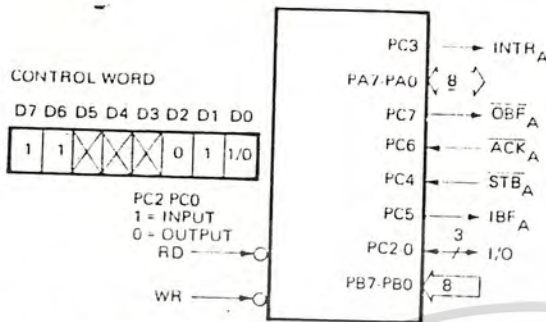 CONTROL WORD
D7 D6 D5 D4 D3 D2 D1 D0
1 1 X X X 0 1 1/0
PC2 PC0
1 = INPUT
0 = OUTPUT
RD
WR
PC3 INTRA
PA7-PA0 8
PC7 OBFA
PC6 ACKA
PC4 STBA
PC5 IBFA
3
PC2-0 I/O
PB7-PB0 8